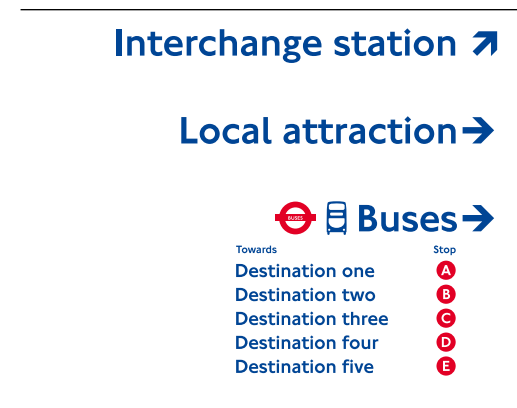 Interchange station
Local attraction
BUSES Buses
Towards Stop
Destination one A
Destination two B
Destination three C
Destination four D
Destination five E